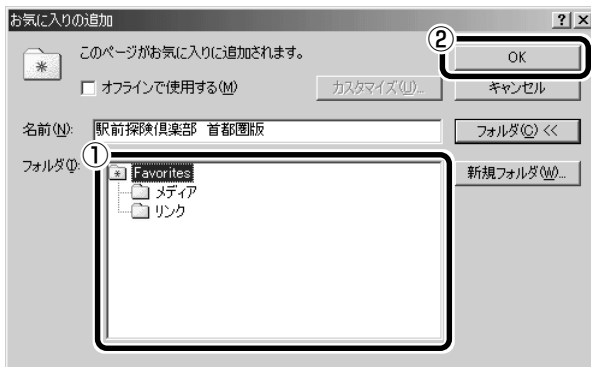 お気に入りの追加
このページがお気に入りに追加されます。
② OK
オフラインで使用する(M) カスタマイズ(U)... キャンセル
名前(N): 駅前探険倶楽部 首都圏版 フォルダ(C) <<
フォルダ(I): ① Favorites 新規フォルダ(W)...
メディア
リンク